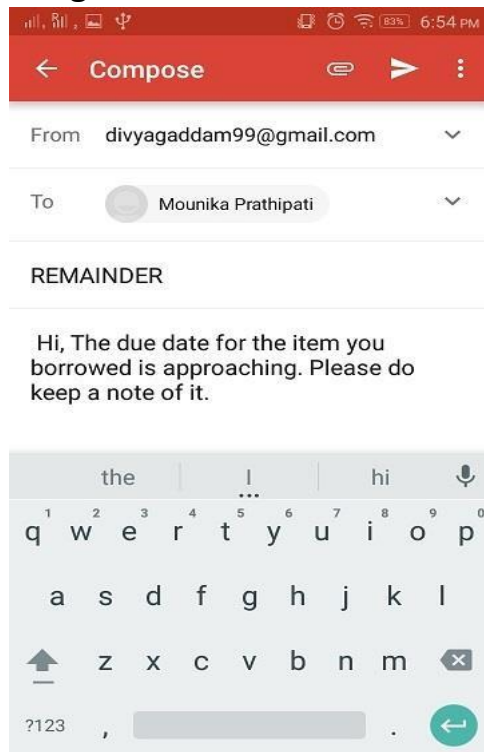 83% 6:54 PM
Compose
From divyagaddam99@gmail.com
To Mounika Prathipati
REMAINDER
Hi, The due date for the item you
borrowed is approaching. Please do
keep a note of it.
the I hi
1 2 3 4 5 6 7 8 9 0
q w e r t y u i o p
a s d f g h j k l
z x c v b n m
?123 , .